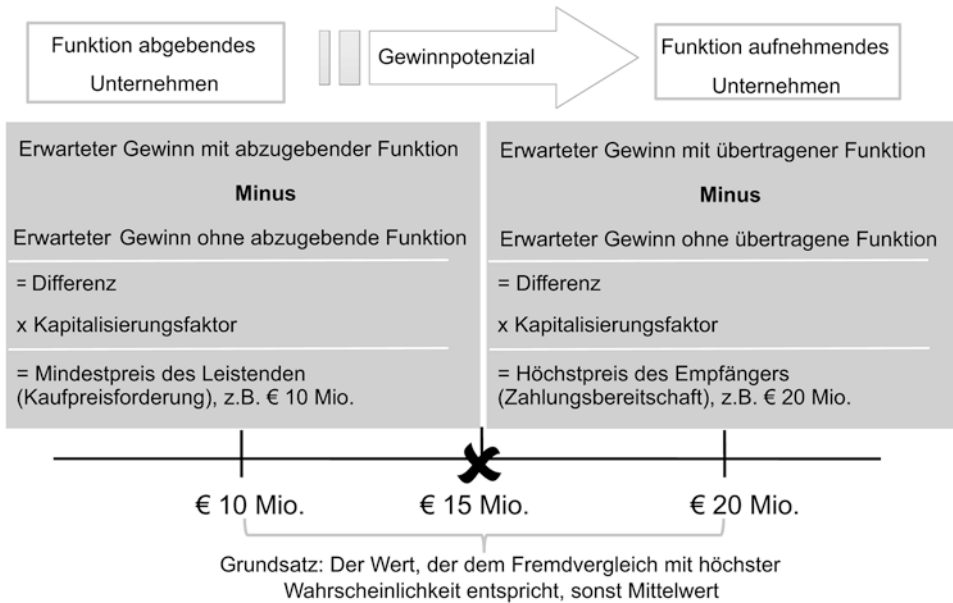 Funktion abgebendes
Unternehmen
Gewinnpotenzial
Funktion aufnehmendes
Unternehmen
Erwarteter Gewinn mit abzugebender Funktion
Minus
Erwarteter Gewinn ohne abzugebende Funktion
= Differenz
x Kapitalisierungsfaktor
= Mindestpreis des Leistenden
(Kaufpreisforderung), z.B. € 10 Mio.
Erwarteter Gewinn mit übertragener Funktion
Minus
Erwarteter Gewinn ohne übertragene Funktion
= Differenz
x Kapitalisierungsfaktor
= Höchstpreis des Empfängers
(Zahlungsbereitschaft), z.B. € 20 Mio.
€ 10 Mio.
€ 15 Mio.
€ 20 Mio.
Grundsatz: Der Wert, der dem Fremdvergleich mit höchster
Wahrscheinlichkeit entspricht, sonst Mittelwert